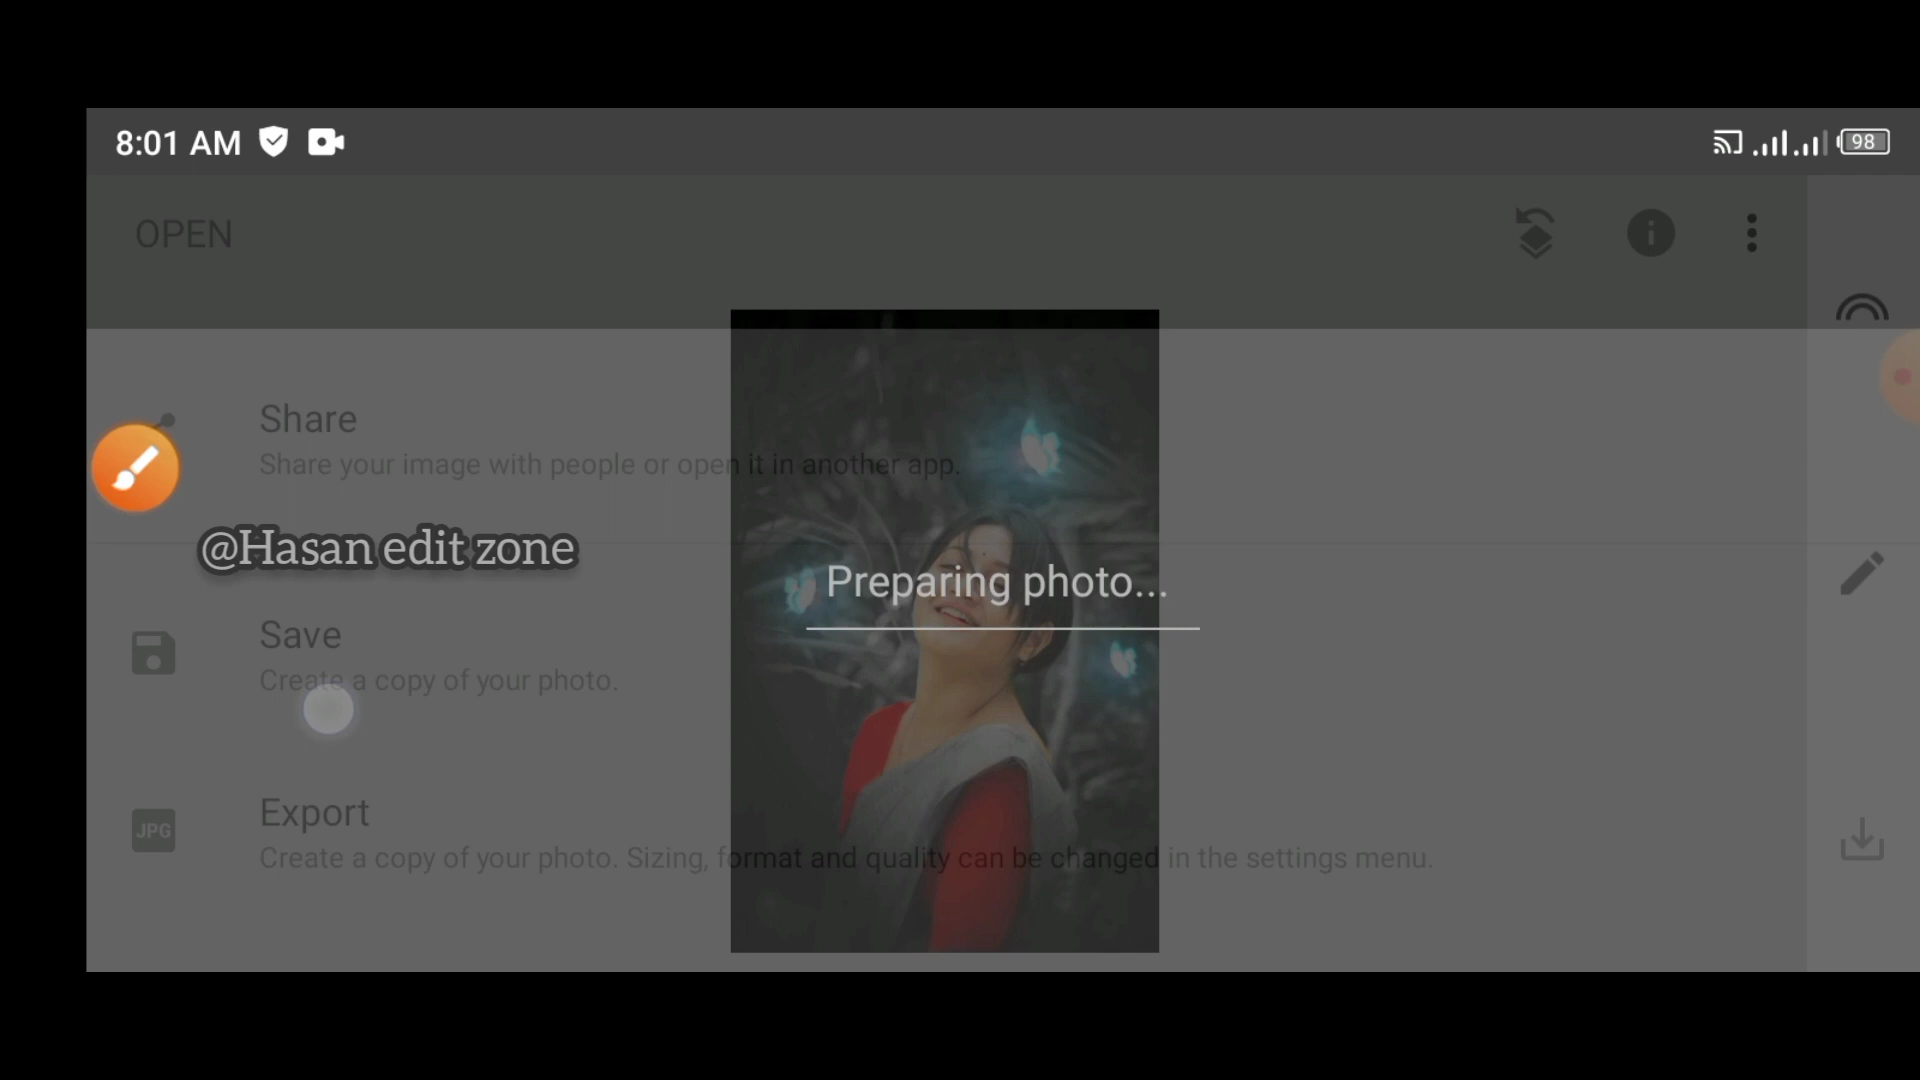 8:01 AM
98
OPEN
Share
Share your image with people or open it in another app.
@Hasan edit zone
Preparing photo...
Save
Create a copy of your photo.
Export
JPG
Create a copy of your photo. Sizing, format and quality can be changed in the settings menu.